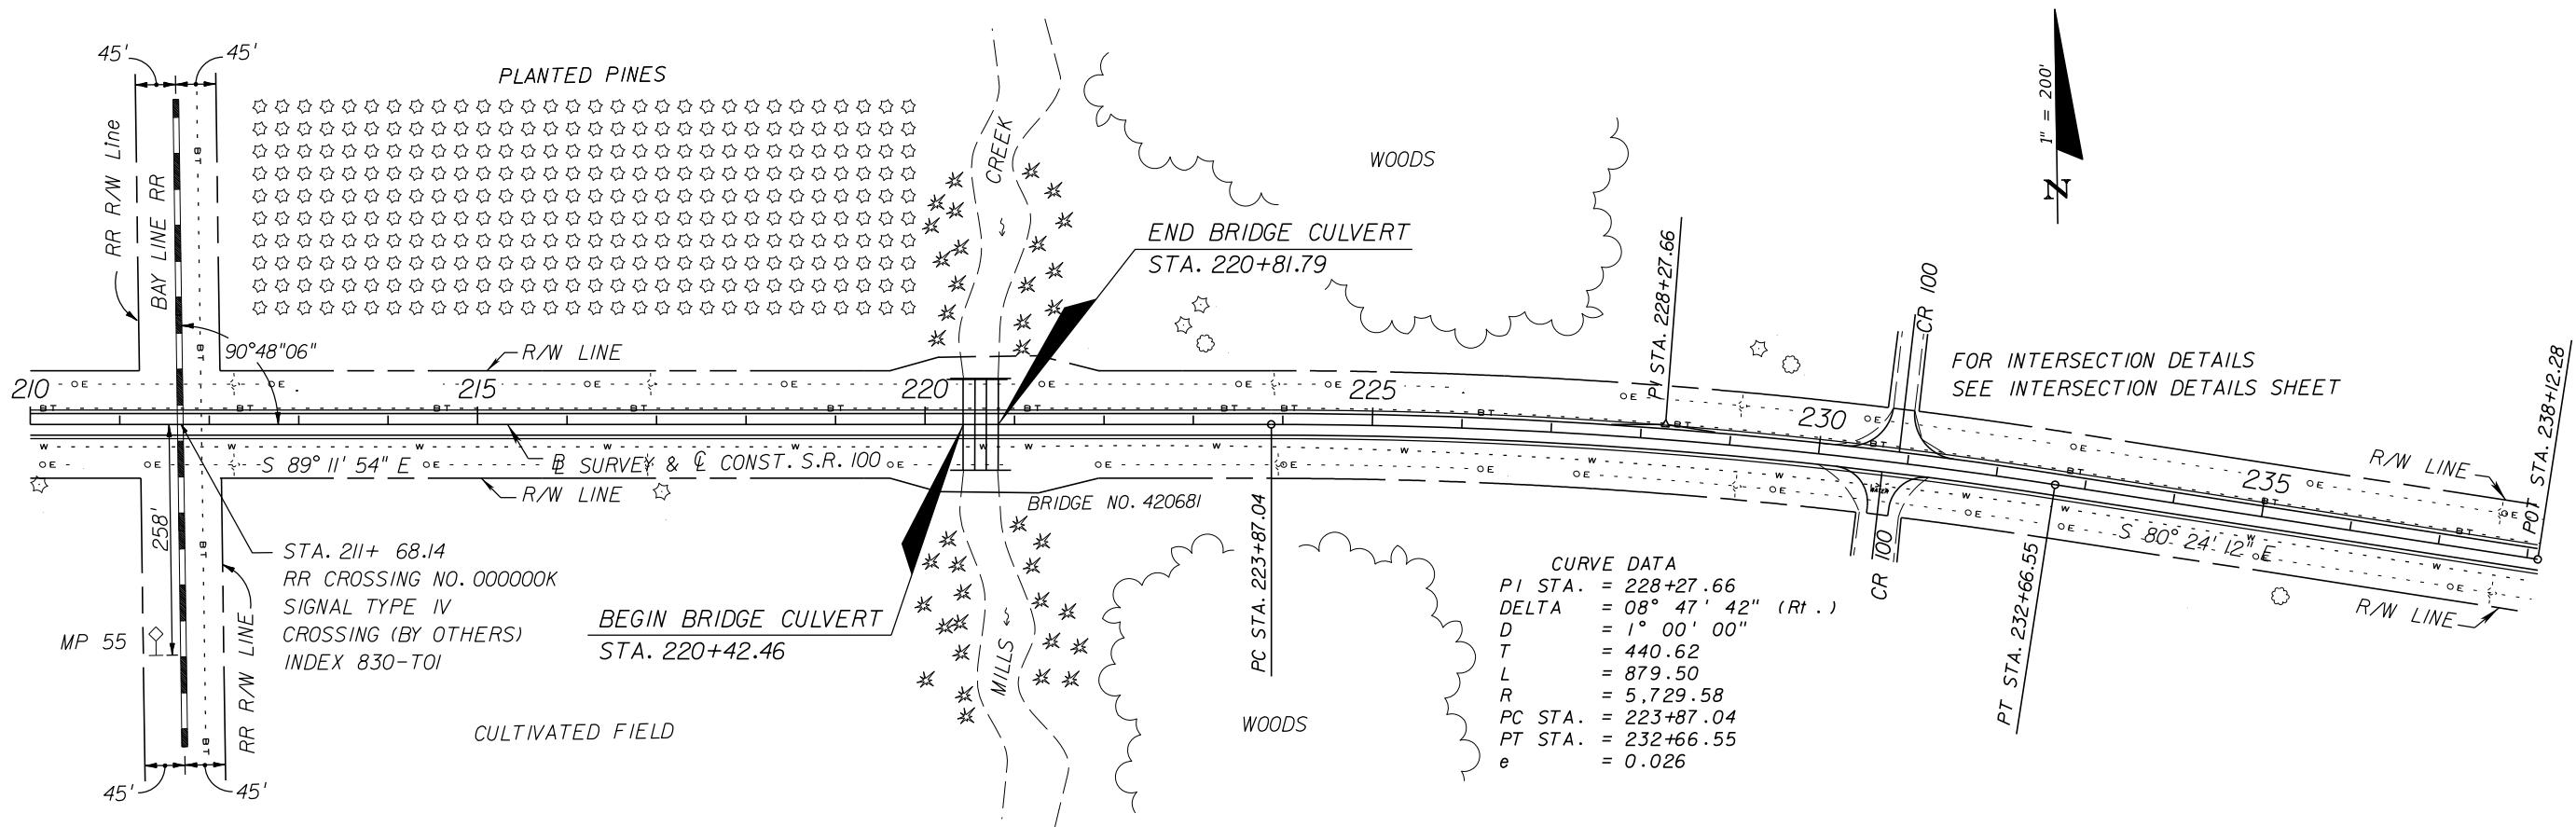 45'
45'
PLANTED PINES
RR R/W Line
BAY LINE RR
BT
CREEK
WOODS
1" = 200'
N
END BRIDGE CULVERT
STA. 220+81.79
PI STA. 228+27.66
CR 100
FOR INTERSECTION DETAILS
SEE INTERSECTION DETAILS SHEET
POT STA. 238+12.28
90°48"06"
R/W LINE
210
215
220
225
230
235
OE
BT
W
S 89° 11' 54" E
BL SURVEY & CL CONST. S.R. 100
R/W LINE
BRIDGE NO. 420681
R/W LINE
S 80° 24' 12" E
R/W LINE
258'
STA. 211+ 68.14
RR CROSSING NO. 000000K
SIGNAL TYPE IV
CROSSING (BY OTHERS)
INDEX 830-T01
MP 55
RR R/W LINE
BEGIN BRIDGE CULVERT
STA. 220+42.46
MILLS
PC STA. 223+87.04
CR 100
PT STA. 232+66.55
CURVE DATA
PI STA. = 228+27.66
DELTA = 08° 47' 42" (Rt.)
D = 1° 00' 00"
T = 440.62
L = 879.50
R = 5,729.58
PC STA. = 223+87.04
PT STA. = 232+66.55
e = 0.026
CULTIVATED FIELD
WOODS
45'
45'